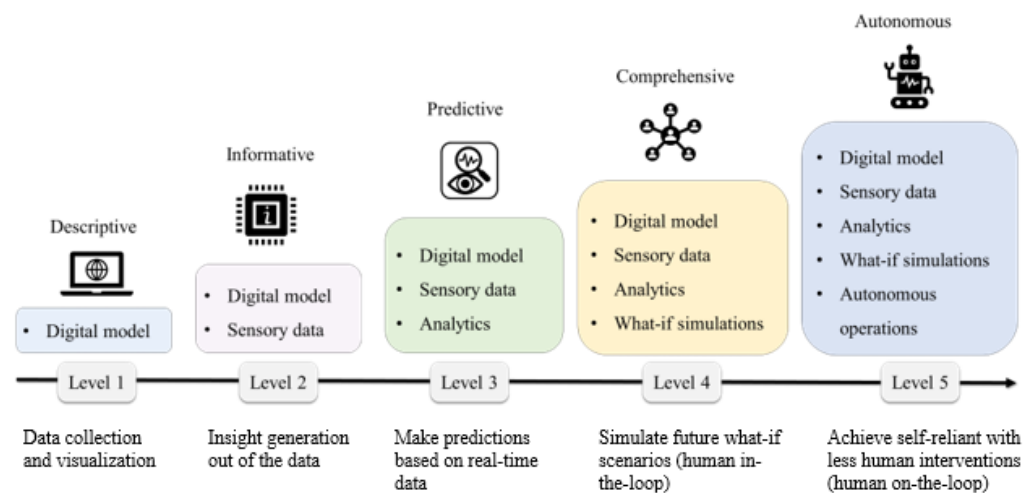 Descriptive
• Digital model
Level 1
Data collection
and visualization
Informative
i
• Digital model
• Sensory data
Level 2
Insight generation
out of the data
Predictive
• Digital model
• Sensory data
• Analytics
Level 3
Make predictions
based on real-time
data
Comprehensive
• Digital model
• Sensory data
• Analytics
• What-if simulations
Level 4
Simulate future what-if
scenarios (human in-
the-loop)
Autonomous
• Digital model
• Sensory data
• Analytics
• What-if simulations
• Autonomous
operations
Level 5
Achieve self-reliant with
less human interventions
(human on-the-loop)